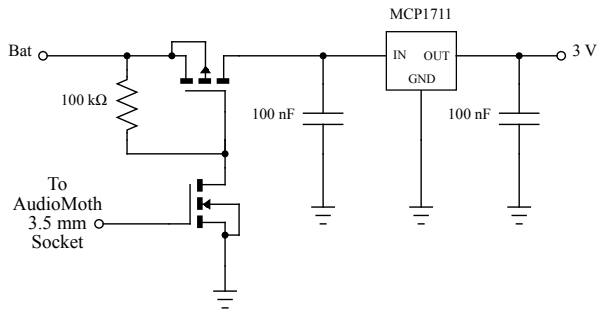 MCP1711
Bat
IN
OUT
3 V
GND
100 kΩ
100 nF
100 nF
To
AudioMoth
3.5 mm
Socket